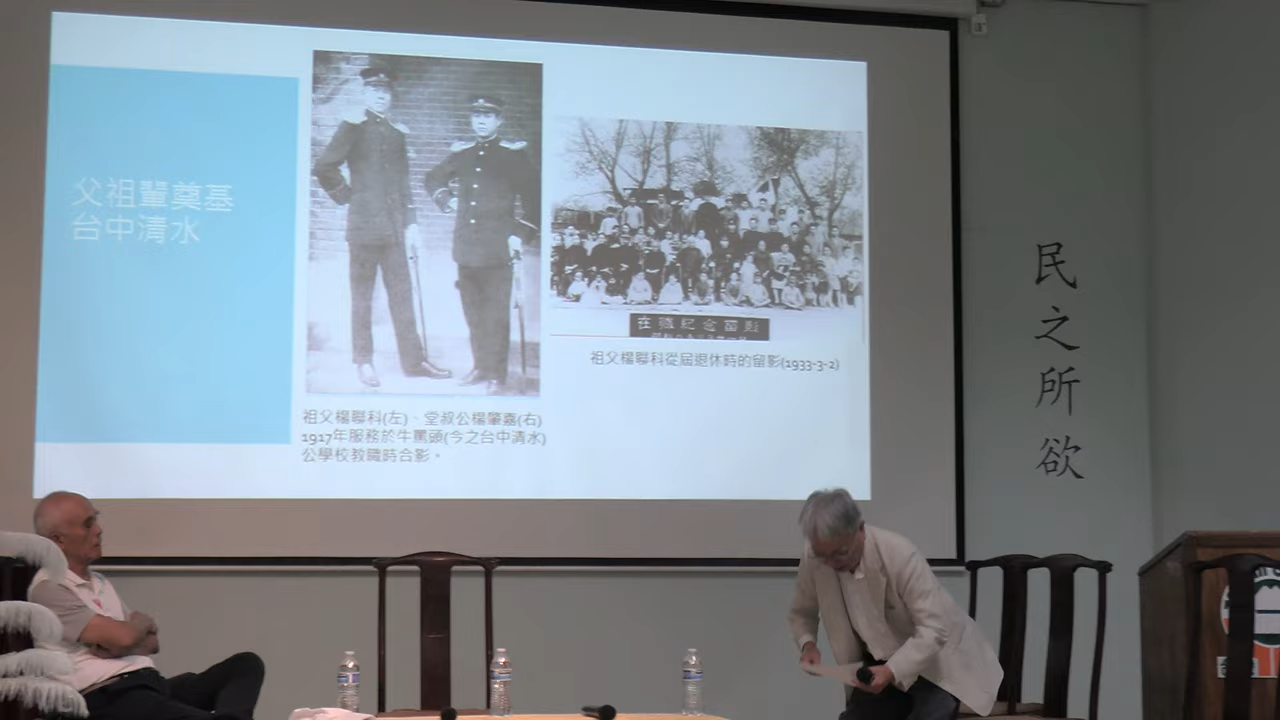 父祖輩奠基
台中清水
祖父楊聯科(左)、堂叔公楊肇嘉(右)
1917年服務於牛罵頭(今之台中清水)
公學校教職時合影。
在職紀念留影
祖父楊聯科從屆退休時的留影(1933-3-2)
民之所欲